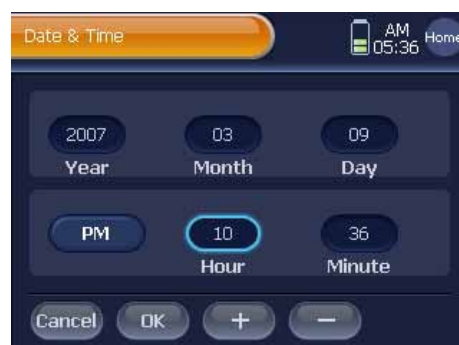 Date & Time
AM
05:36
Home
2007 03 09
Year Month Day
PM 10 36
Hour Minute
Cancel OK + −